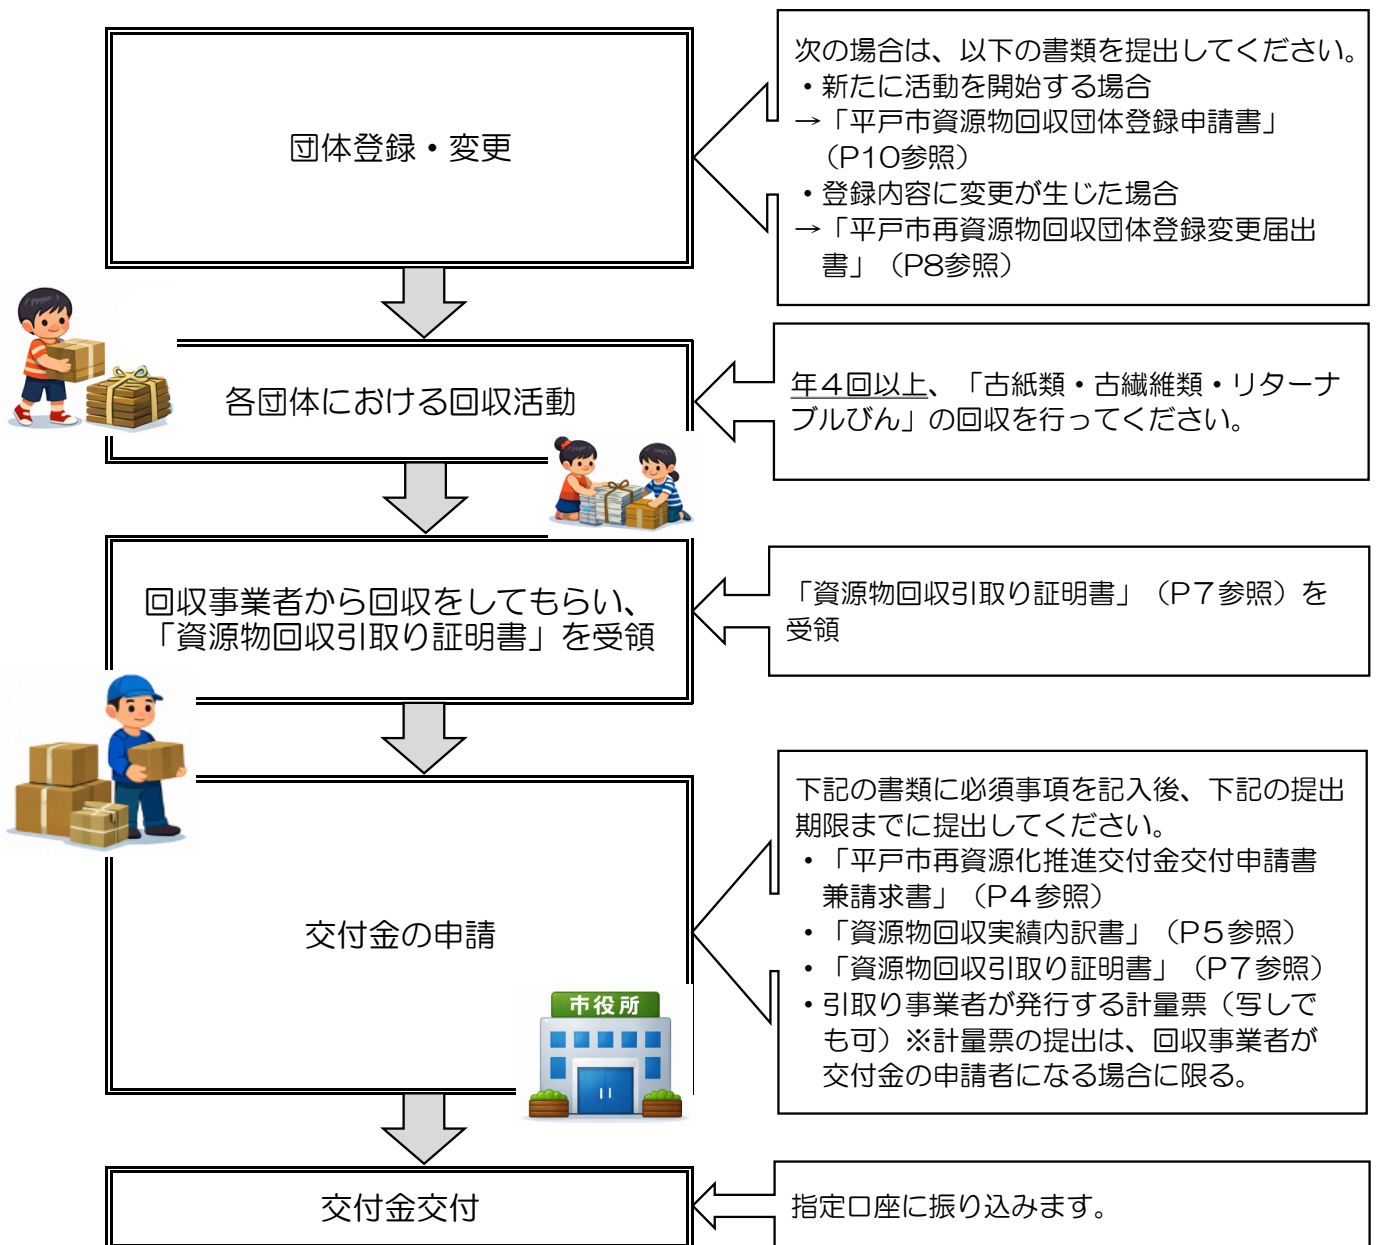 団体登録・変更
次の場合は、以下の書類を提出してください。
・新たに活動を開始する場合
→「平戸市資源物回収団体登録申請書」
（P10参照）
・登録内容に変更が生じた場合
→「平戸市再資源物回収団体登録変更届出
書」（P8参照）
各団体における回収活動
年４回以上、「古紙類・古繊維類・リターナ
ブルびん」の回収を行ってください。
回収事業者から回収をしてもらい、
「資源物回収引取り証明書」を受領
「資源物回収引取り証明書」（P７参照）を
受領
交付金の申請
市役所
下記の書類に必須事項を記入後、下記の提出
期限までに提出してください。
・「平戸市再資源化推進交付金交付申請書
兼請求書」（P４参照）
・「資源物回収実績内訳書」（P５参照）
・「資源物回収引取り証明書」（P７参照）
・引取り事業者が発行する計量票（写しで
も可）※計量票の提出は、回収事業者が
交付金の申請者になる場合に限る。
交付金交付
指定口座に振り込みます。